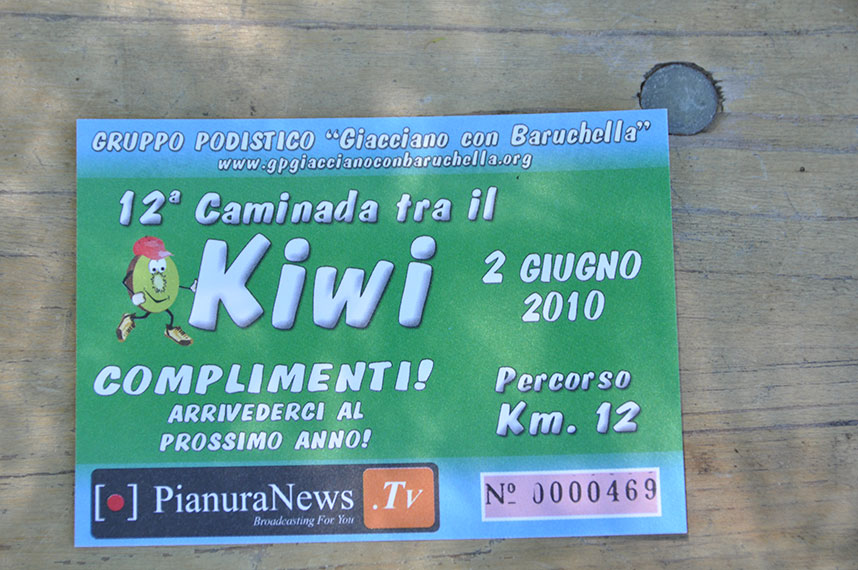 GRUPPO PODISTICO "Giacciano con Baruchella"
www.gpgiaccianoconbaruchella.org
12ª Caminada tra il
Kiwi
2 GIUGNO
2010
COMPLIMENTI!
ARRIVEDERCI AL
PROSSIMO ANNO!
Percorso
Km. 12
[●] PianuraNews .Tv
Broadcasting For You
Nº 0000469